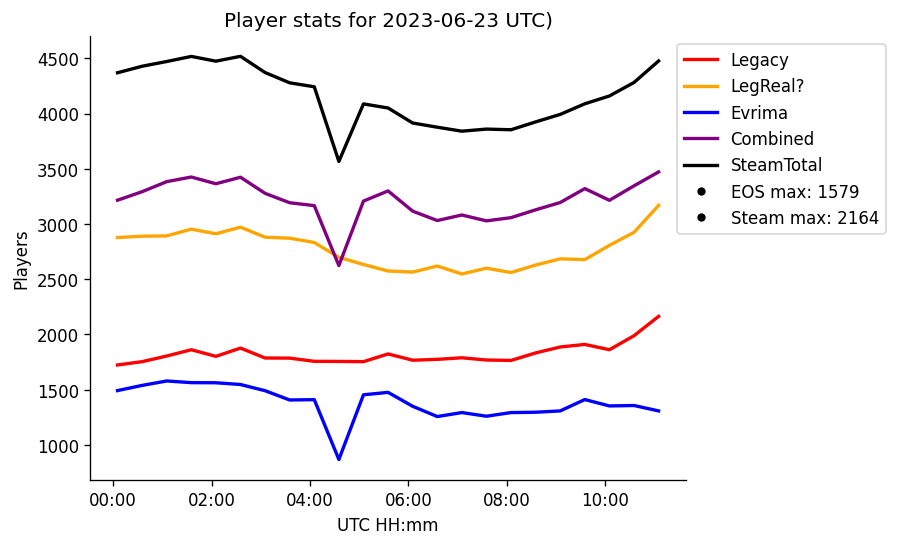 Player stats for 2023-06-23 UTC)
Players
4500
4000
3500
3000
2500
2000
1500
1000
00:00 02:00 04:00 06:00 08:00 10:00
UTC HH:mm
Legacy
LegReal?
Evrima
Combined
SteamTotal
EOS max: 1579
Steam max: 2164